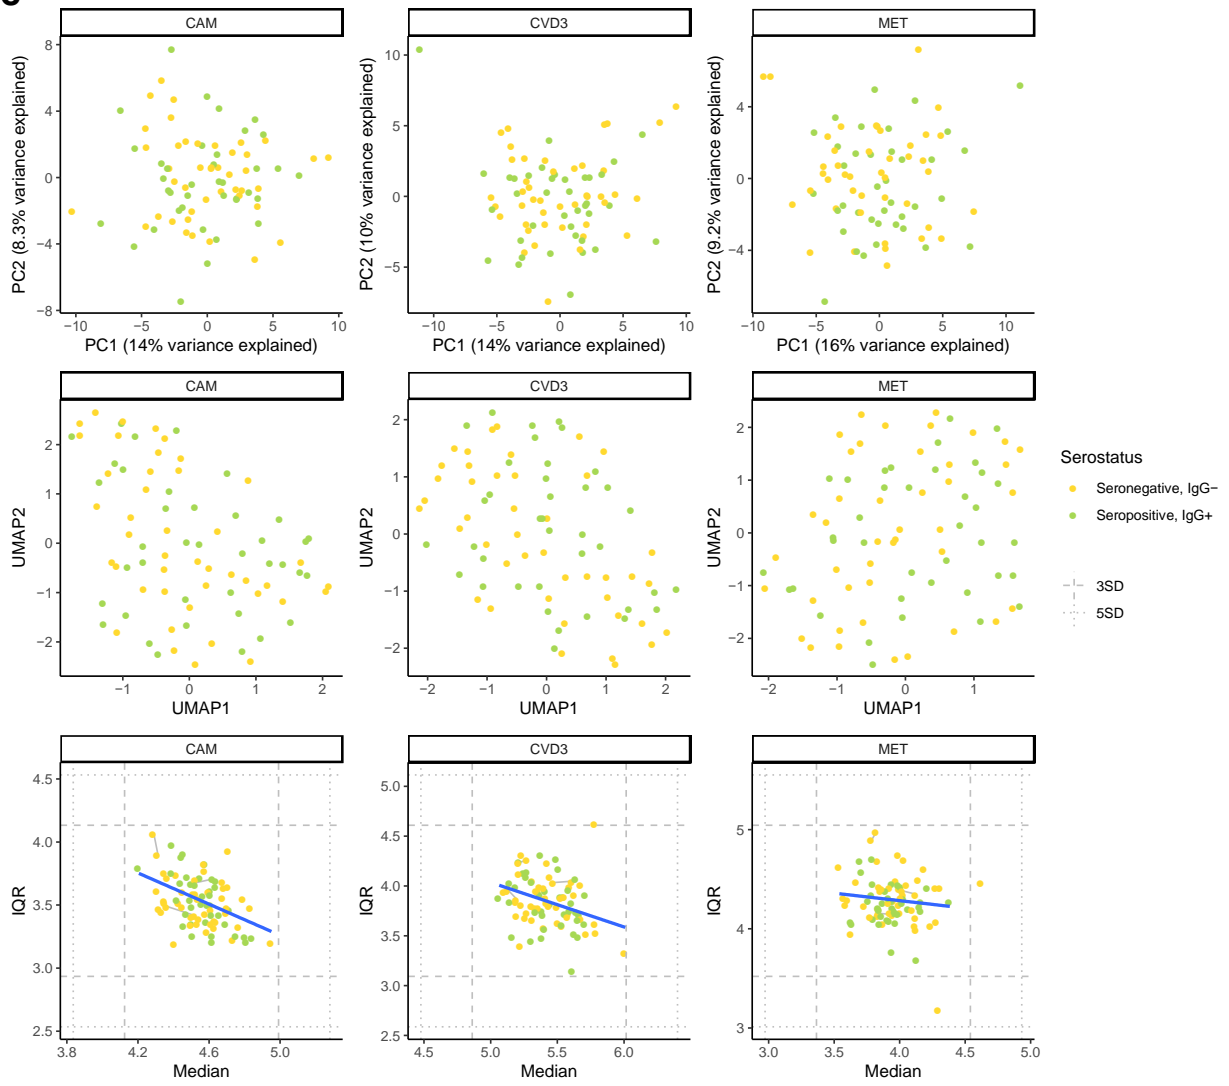 CAM
CVD3
MET
8
4
0
−4
−8
PC2 (8.3% variance explained)
−10
−5
0
5
10
PC1 (14% variance explained)
10
5
0
−5
PC2 (10% variance explained)
−10
−5
0
5
10
PC1 (14% variance explained)
4
0
−4
PC2 (9.2% variance explained)
−10
−5
0
5
10
PC1 (16% variance explained)
CAM
CVD3
MET
2
1
0
−1
−2
UMAP2
−1
0
1
2
UMAP1
2
1
0
−1
−2
UMAP2
−2
−1
0
1
2
UMAP1
2
1
0
−1
−2
UMAP2
−2
−1
0
1
UMAP1
Serostatus
Seronegative, IgG−
Seropositive, IgG+
3SD
5SD
CAM
CVD3
MET
4.5
4.0
3.5
3.0
2.5
IQR
3.8
4.2
4.6
5.0
Median
5.0
4.5
4.0
3.5
3.0
2.5
IQR
4.5
5.0
5.5
6.0
Median
5
4
3
IQR
3.0
3.5
4.0
4.5
5.0
Median